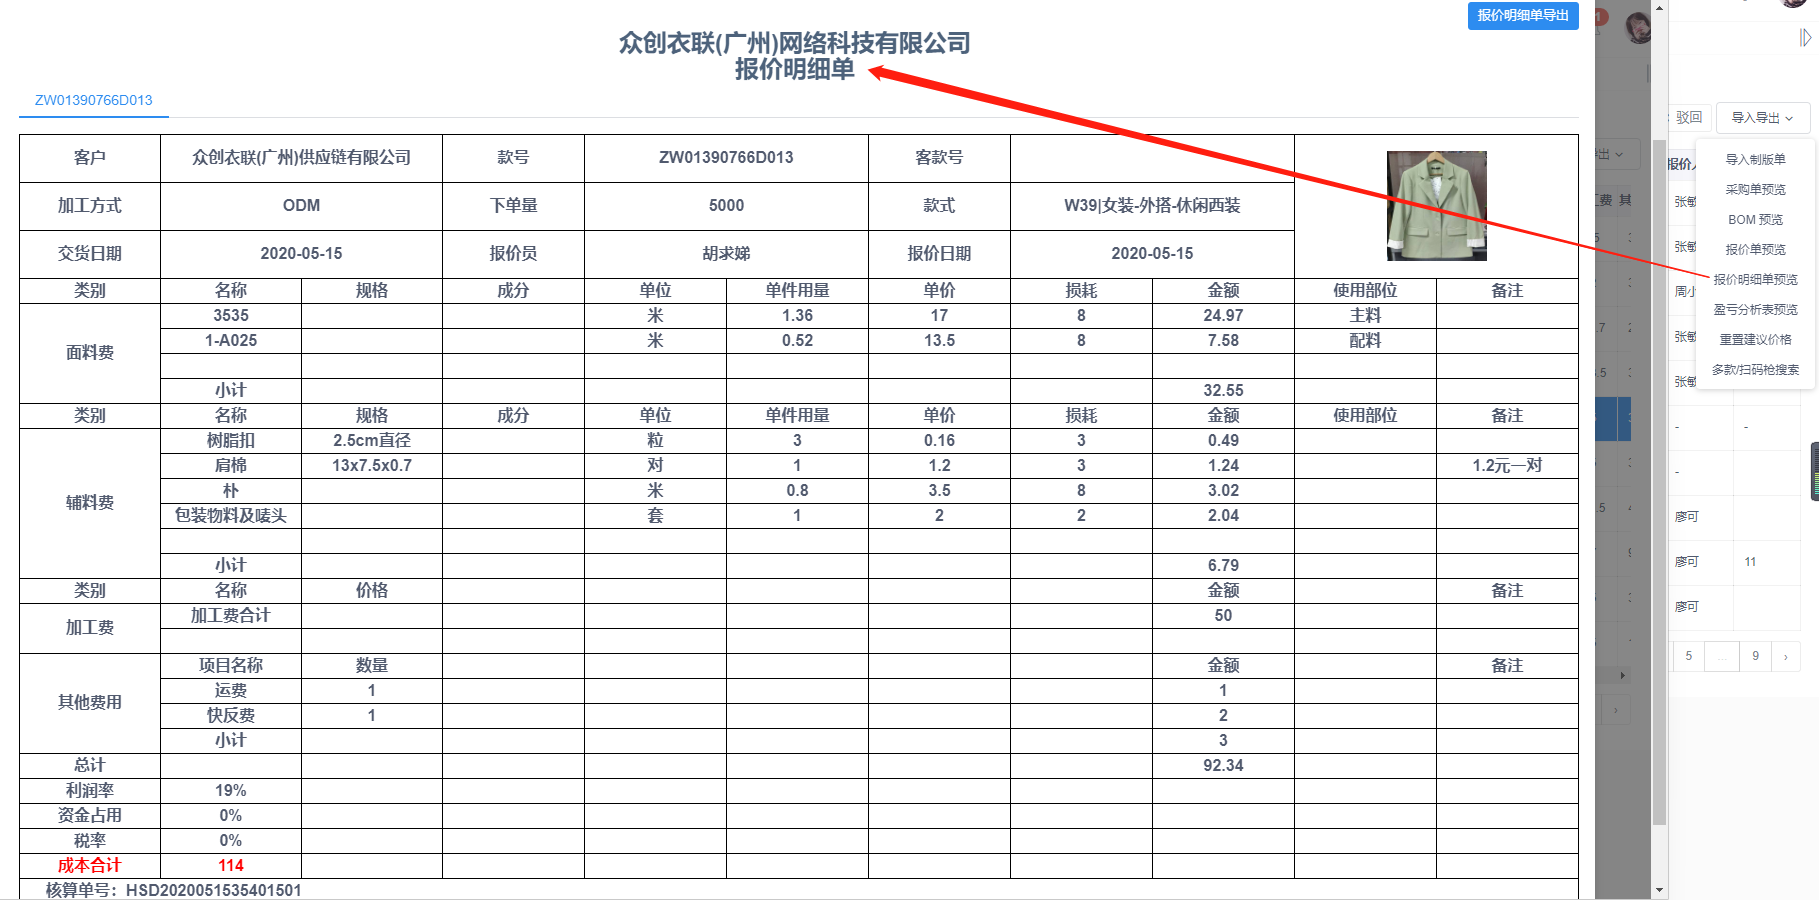 报价明细单导出
众创衣联(广州)网络科技有限公司
报价明细单
ZW01390766D013
客户 众创衣联(广州)供应链有限公司 款号 ZW01390766D013 客款号
加工方式 ODM 下单量 5000 款式 W39|女装-外搭-休闲西装
交货日期 2020-05-15 报价员 胡求娣 报价日期 2020-05-15
类别 名称 规格 成分 单位 单件用量 单价 损耗 金额 使用部位 备注
面料费
3535 米 1.36 17 8 24.97 主料
1-A025 米 0.52 13.5 8 7.58 配料
小计 32.55
类别 名称 规格 成分 单位 单件用量 单价 损耗 金额 使用部位 备注
辅料费
树脂扣 2.5cm直径 粒 3 0.16 3 0.49
肩棉 13x7.5x0.7 对 1 1.2 3 1.24 1.2元一对
朴 米 0.8 3.5 8 3.02
包装物料及唛头 套 1 2 2 2.04
小计 6.79
类别 名称 价格 金额 备注
加工费
加工费合计 50
其他费用
项目名称 数量 金额 备注
运费 1 1
快反费 1 2
小计 3
总计 92.34
利润率 19%
资金占用 0%
税率 0%
成本合计 114
核算单号：HSD2020051535401501
1
出
费 其
驳回
导入导出
导入制版单
采购单预览
BOM 预览
报价单预览
报价明细单预览
盈亏分析表预览
重置建议价格
多款/扫码枪搜索
报价
张敏
张敏
周小
张敏
张敏
- -
-
廖可
廖可 11
廖可
5 ... 9 ›